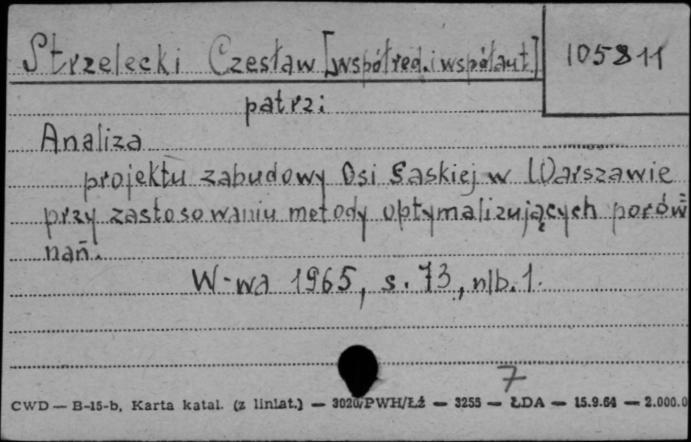 Strzelecki Czesław [współred. i współaut.] 105811
patrz:
Analiza
projektu zabudowy Osi Saskiej w Warszawie
przy zastosowaniu metody optymalizujących porów=
nań.
W-wa 1965, s. 73, nlb. 1.
7
CWD — B-15-b, Karta katal. (z liniat.) — 3020/PWH/Łź — 3255 — ŁDA — 15.9.64 — 2.000.0